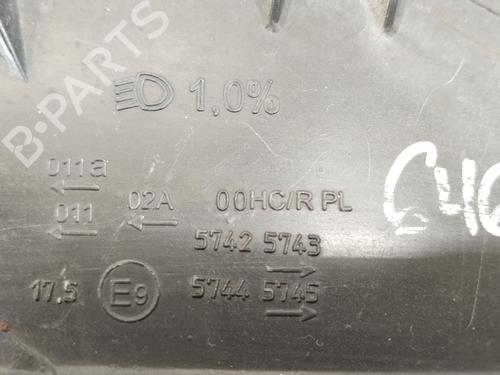 1,0%
011a
011 02A 00HC/R PL
5742 5743
17.5 E9 5744 5745
B-PARTS